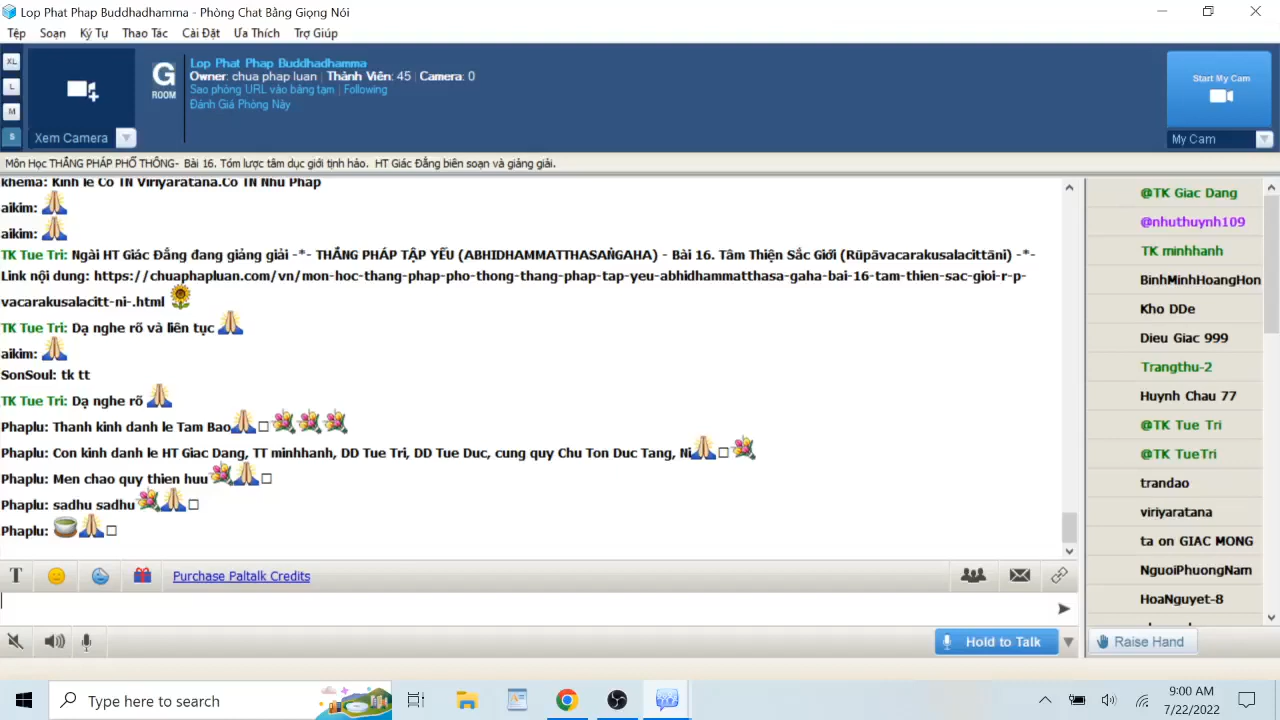 Lop Phat Phap Buddhadhamma - Phòng Chat Bằng Giọng Nói
Tệp Soạn Ký Tự Thao Tác Cài Đặt Ưa Thích Trợ Giúp
XL
L
M
S
Xem Camera
G
ROOM
Lop Phat Phap Buddhadhamma
Owner: chua phap luan | Thành Viên: 45 | Camera: 0
Sao phòng URL vào bảng tạm | Following
Đánh Giá Phòng Này
Start My Cam
My Cam
Môn Học THẮNG PHÁP PHỔ THÔNG- Bài 16. Tóm lược tâm dục giới tịnh hảo. HT Giác Đẳng biên soạn và giảng giải.
khema: Kinh le Co TN Viriyaratana.Co TN Nhu Phap
aikim:
aikim:
TK Tue Tri: Ngài HT Giác Đẳng đang giảng giải -*- THẮNG PHÁP TẬP YẾU (ABHIDHAMMATTHASAṄGAHA) - Bài 16. Tâm Thiện Sắc Giới (Rūpāvacarakusalacittāni) -*-
Link nội dung: https://chuaphapluan.com/vn/mon-hoc-thang-phap-pho-thong-thang-phap-tap-yeu-abhidhammatthasa-gaha-bai-16-tam-thien-sac-gioi-r-p-
vacarakusalacitt-ni-.html
TK Tue Tri: Dạ nghe rõ và liên tục
aikim:
SonSoul: tk tt
TK Tue Tri: Dạ nghe rõ
Phaplu: Thanh kinh danh le Tam Bao
Phaplu: Con kinh danh le HT Giac Dang, TT minhhanh, DD Tue Tri, DD Tue Duc, cung quy Chu Ton Duc Tang, Ni
Phaplu: Men chao quy thien huu
Phaplu: sadhu sadhu
Phaplu:
@TK Giac Dang
@nhuthuynh109
TK minhhanh
BinhMinhHoangHon
Kho DDe
Dieu Giac 999
Trangthu-2
Huynh Chau 77
@TK Tue Tri
@TK TueTri
trandao
viriyaratana
ta on GIAC MONG
NguoiPhuongNam
HoaNguyet-8
T Purchase Paltalk Credits
Hold to Talk
Raise Hand
Type here to search
9:00 AM
7/22/2022